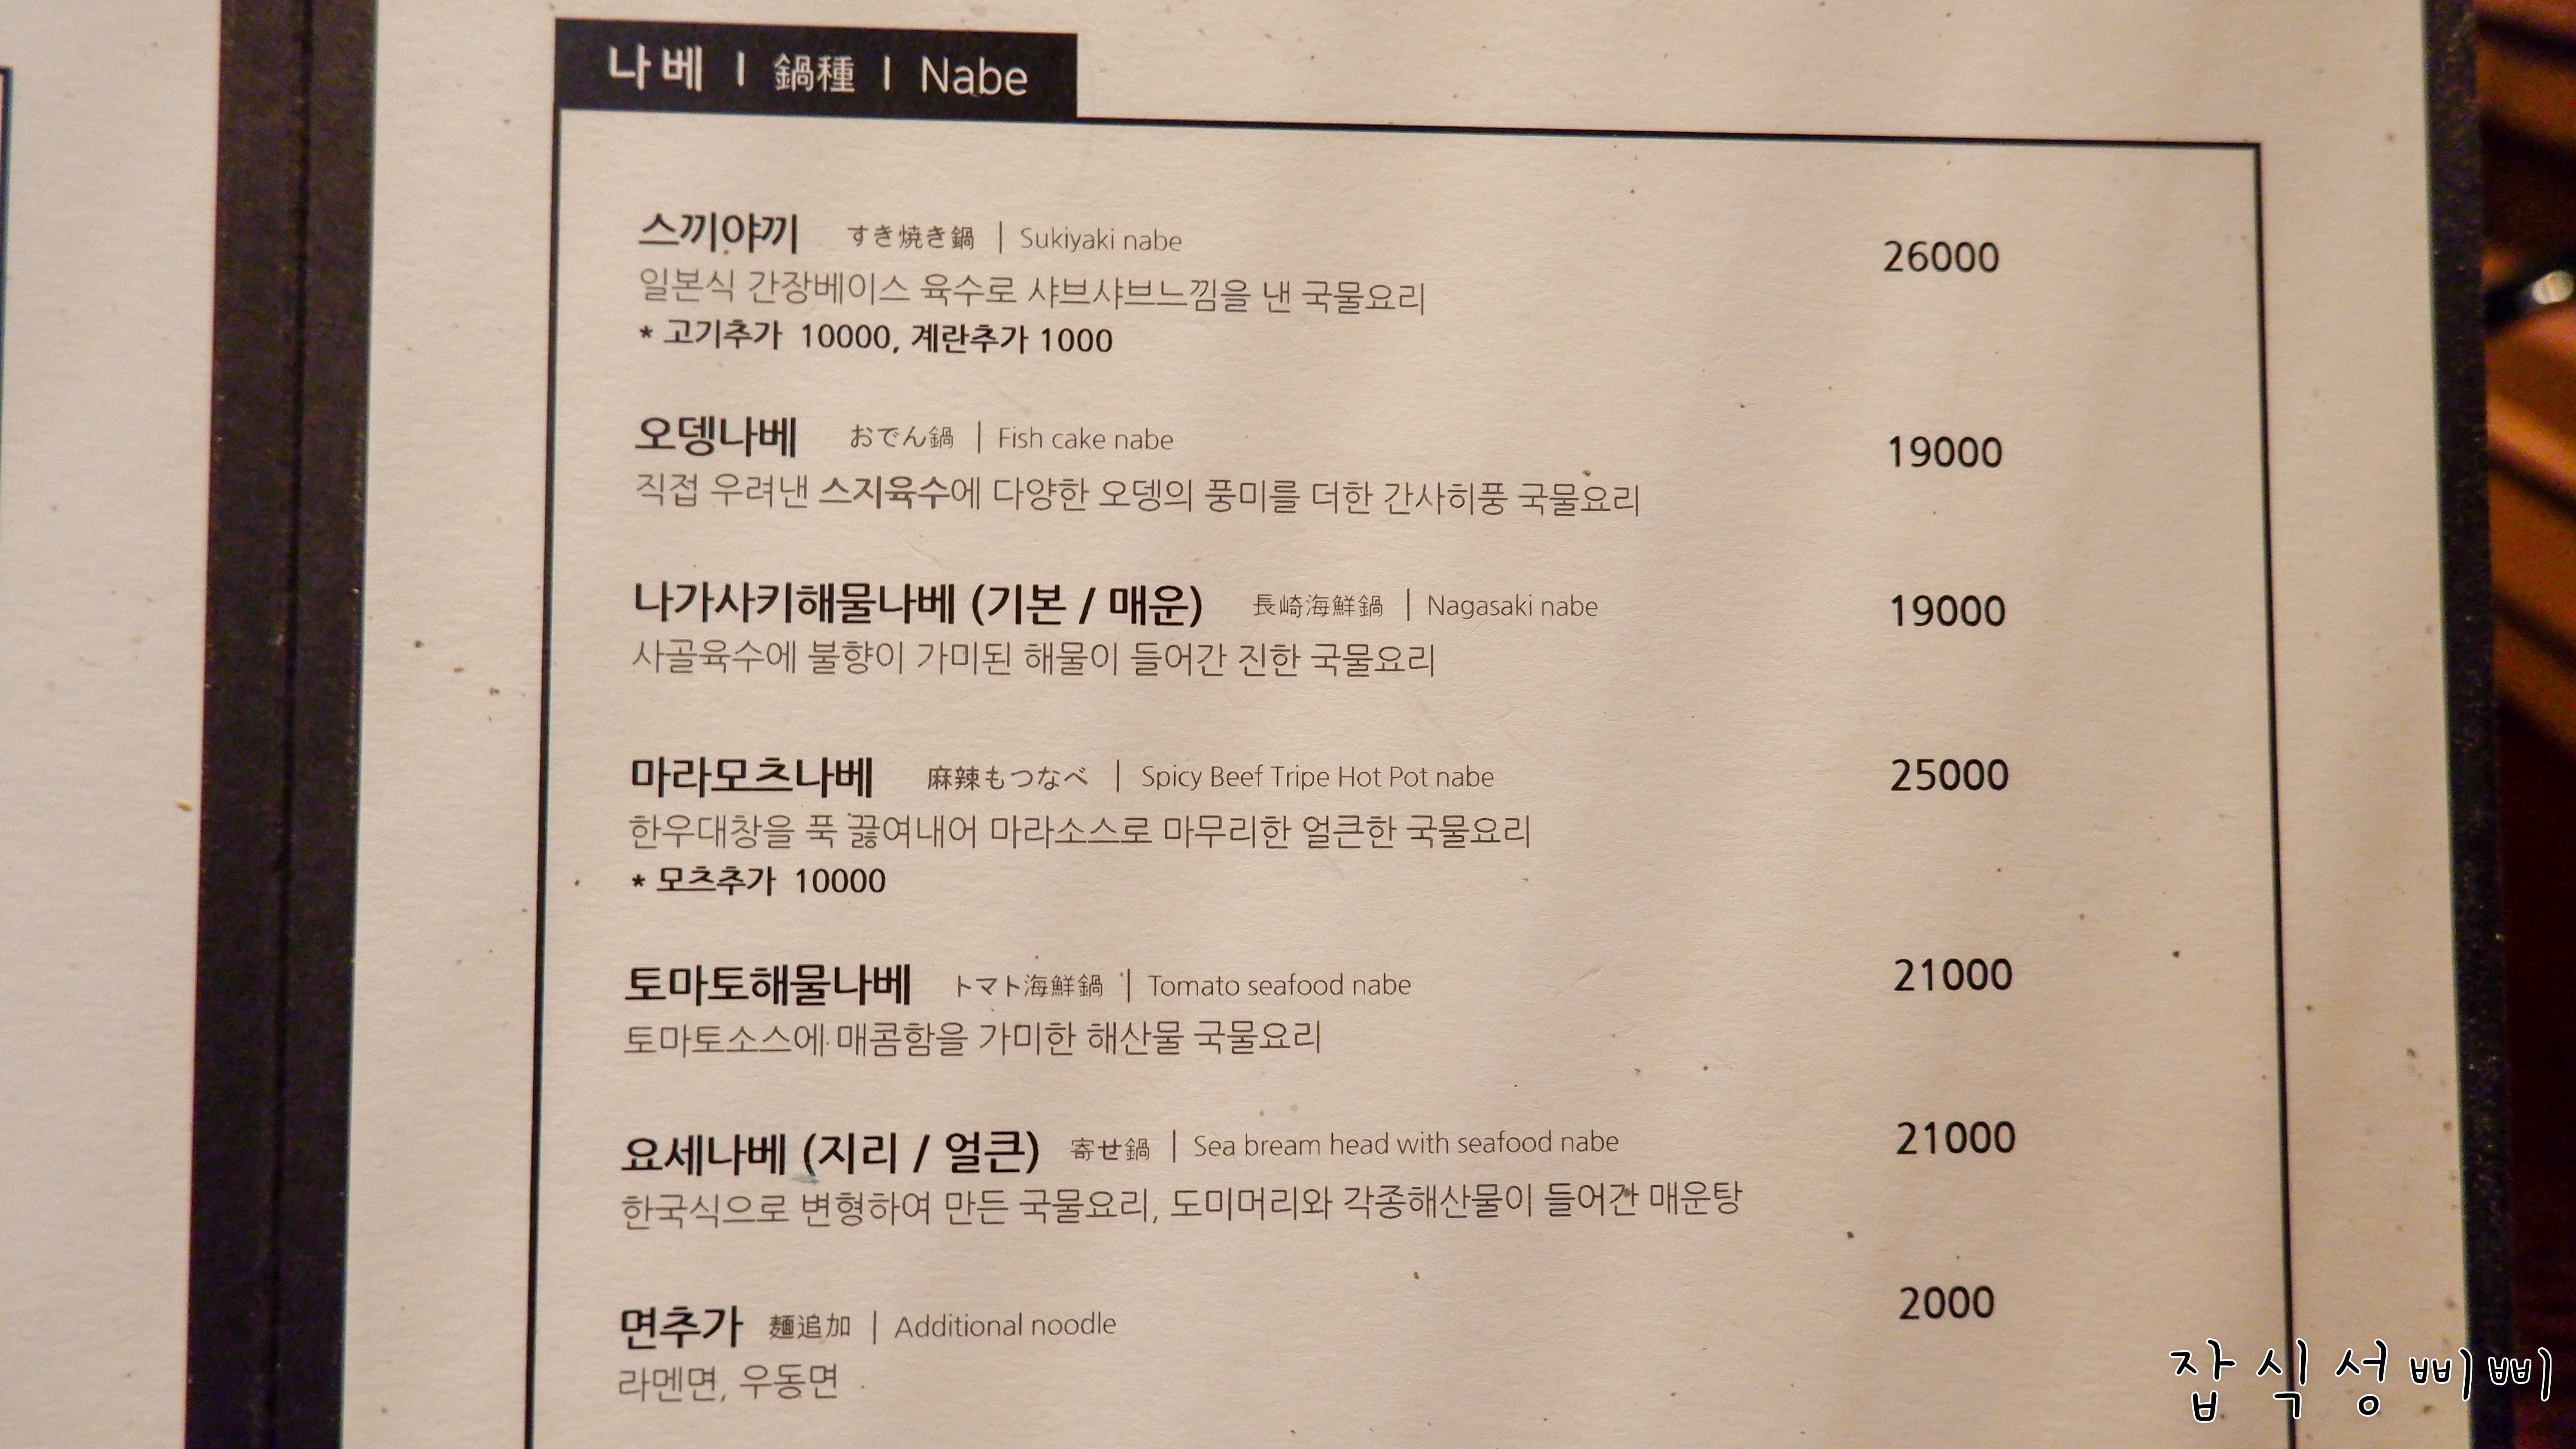 나베 | 鍋種 | Nabe
스끼야끼 すき焼き鍋 | Sukiyaki nabe 26000
일본식 간장베이스 육수로 샤브샤브느낌을 낸 국물요리
* 고기추가 10000, 계란추가 1000
오뎅나베 おでん鍋 | Fish cake nabe 19000
직접 우려낸 스지육수에 다양한 오뎅의 풍미를 더한 간사히풍 국물요리
나가사키해물나베 (기본 / 매운) 長崎海鮮鍋 | Nagasaki nabe 19000
사골육수에 불향이 가미된 해물이 들어간 진한 국물요리
마라모츠나베 麻辣もつなべ | Spicy Beef Tripe Hot Pot nabe 25000
한우대창을 푹 끓여내어 마라소스로 마무리한 얼큰한 국물요리
* 모츠추가 10000
토마토해물나베 トマト海鮮鍋 | Tomato seafood nabe 21000
토마토소스에 매콤함을 가미한 해산물 국물요리
요세나베 (지리 / 얼큰) 寄せ鍋 | Sea bream head with seafood nabe 21000
한국식으로 변형하여 만든 국물요리, 도미머리와 각종해산물이 들어간 매운탕
면추가 麵追加 | Additional noodle 2000
라멘면, 우동면
잡식성삐삐